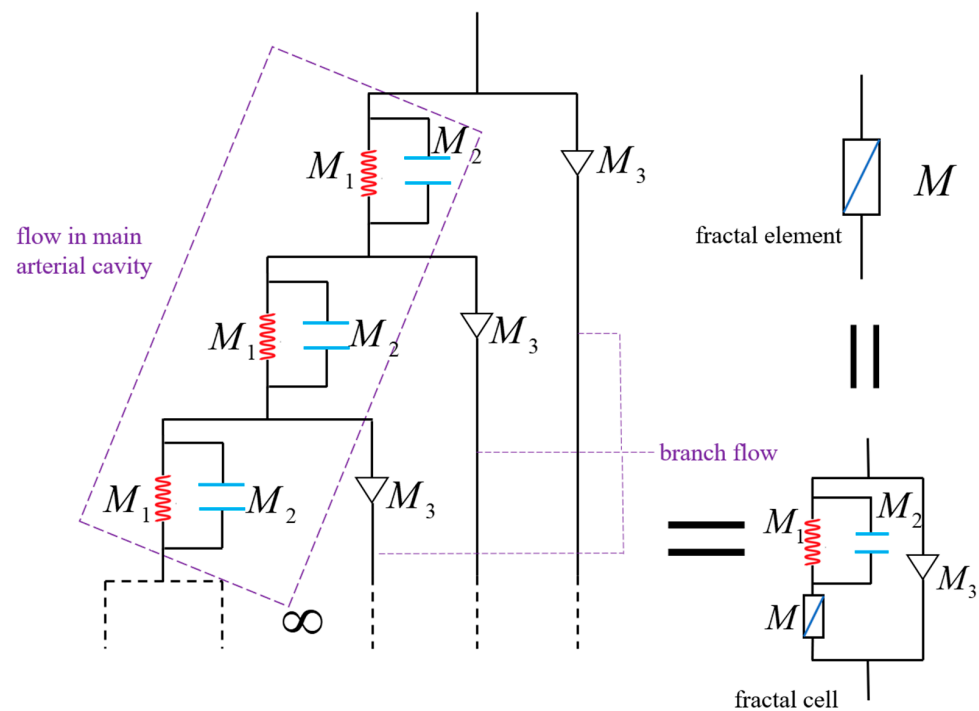 M₁
M₂
M₃
flow in main
arterial cavity
M₁
M₂
M₃
M₁
M₂
M₃
∞
branch flow
M
fractal element
M₁
M₂
M
M₃
fractal cell